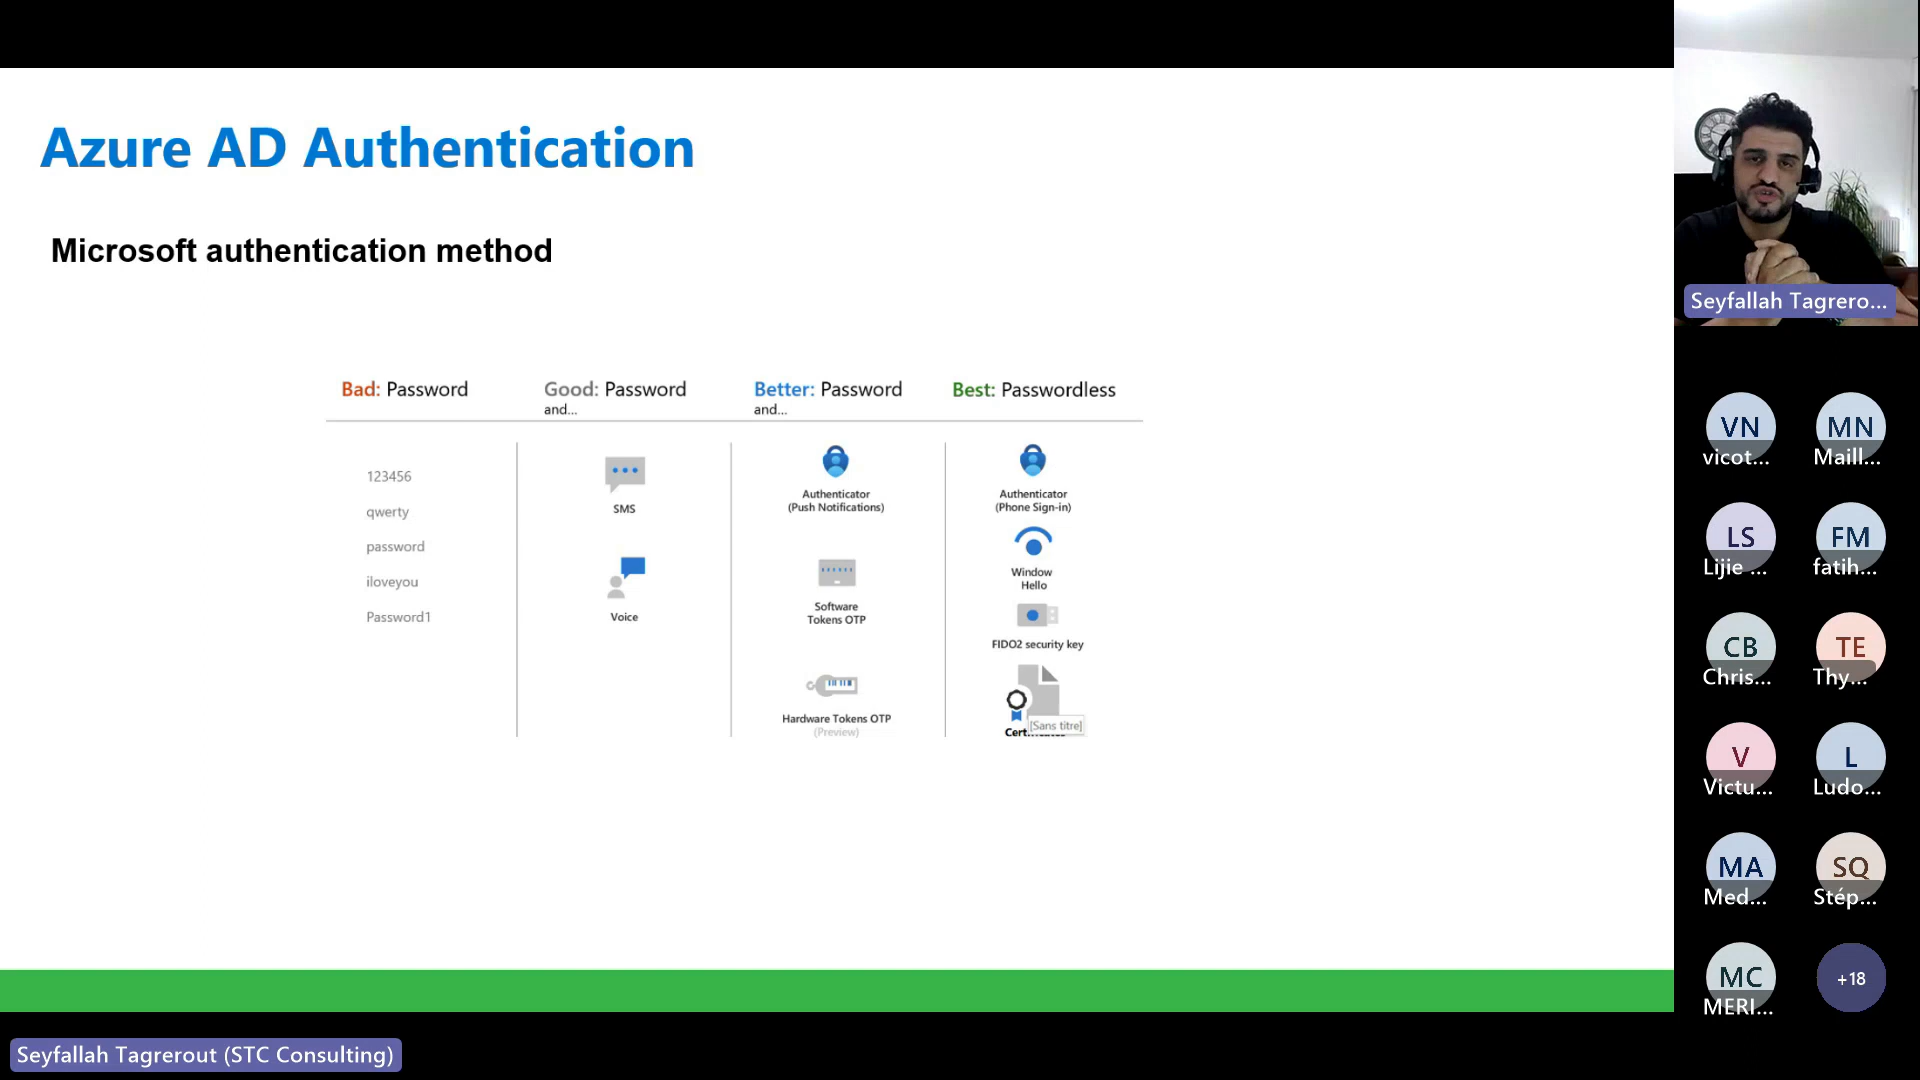 Azure AD Authentication
Microsoft authentication method
Bad: Password
Good: Password
and...
Better: Password
and...
Best: Passwordless
123456
qwerty
password
iloveyou
Password1
SMS
Voice
Authenticator
(Push Notifications)
Software
Tokens OTP
Hardware Tokens OTP
(Preview)
Authenticator
(Phone Sign-in)
Window
Hello
FIDO2 security key
[Sans titre]
Seyfallah Tagrero...
VN
vicot...
MN
Maill...
LS
Lijie ...
FM
fatih...
CB
Chris...
TE
Thy...
V
Victu...
L
Ludo...
MA
Med...
SQ
Stép...
MC
MERI...
+18
Seyfallah Tagrerout (STC Consulting)